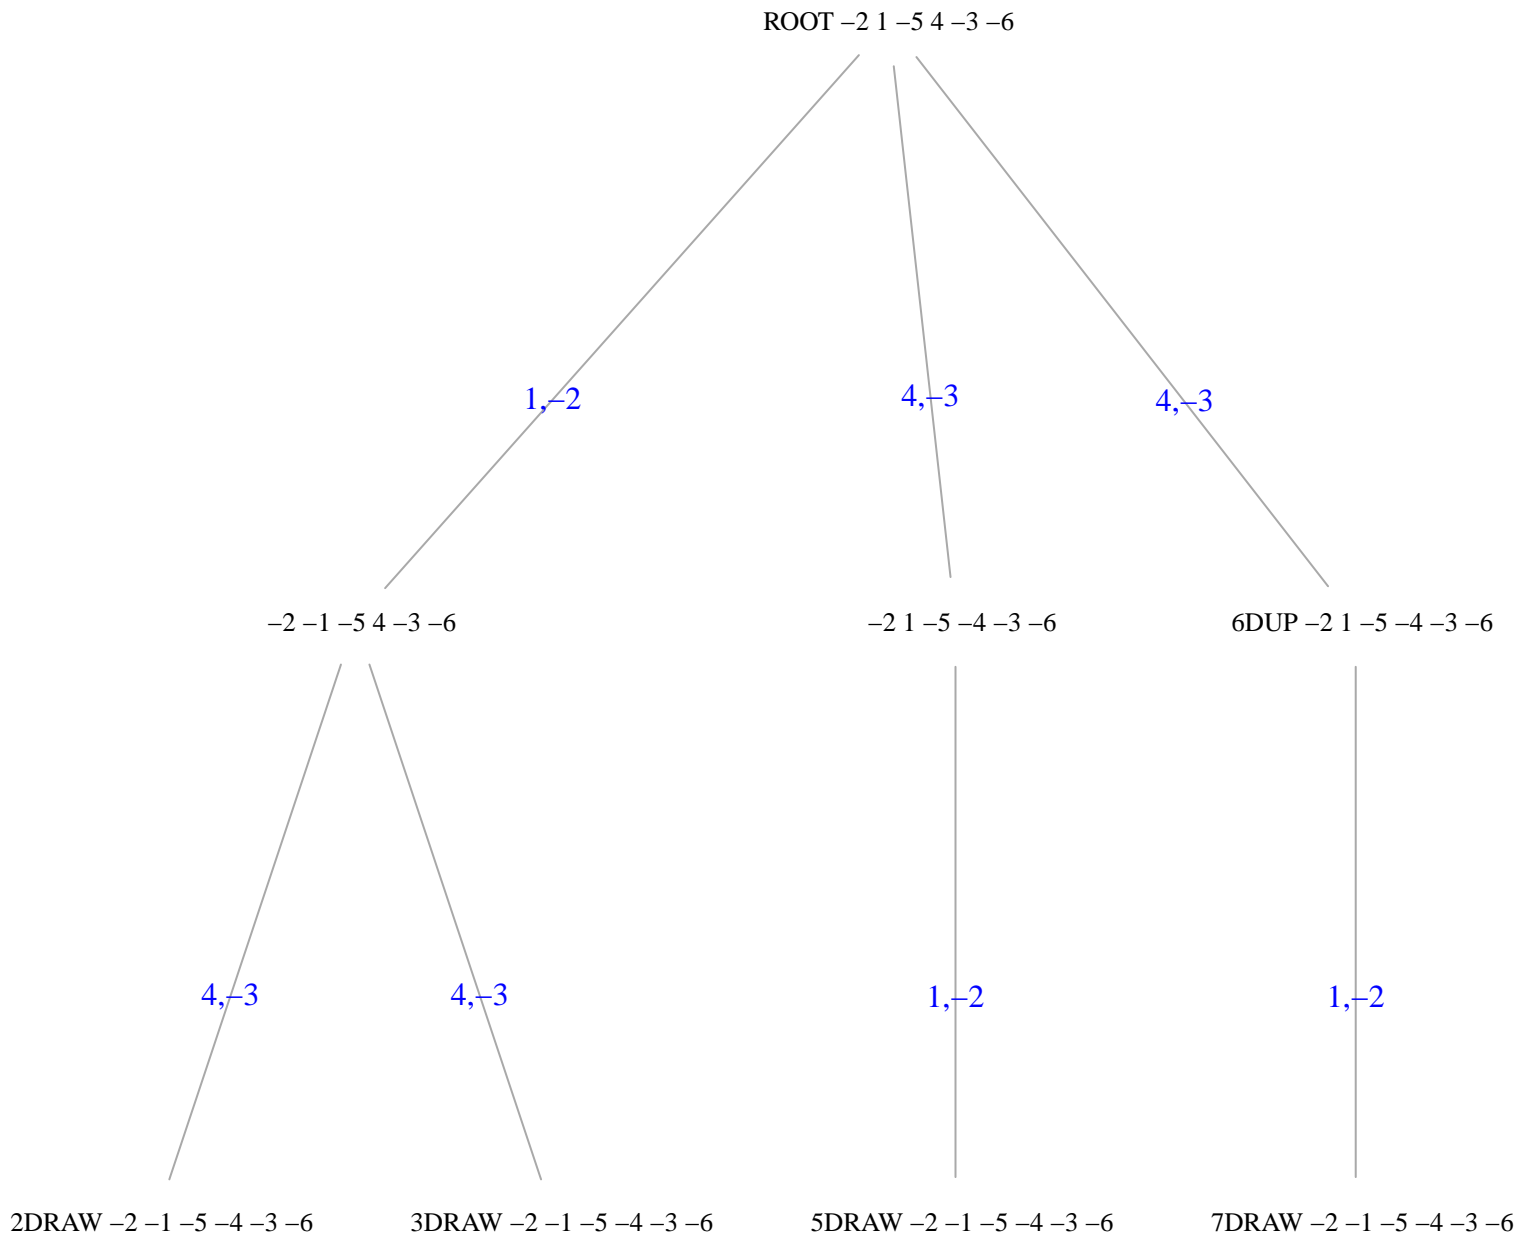 ROOT –2 1 –5 4 –3 –6
1,–2
4,–3
4,–3
–2 –1 –5 4 –3 –6
–2 1 –5 –4 –3 –6
6DUP –2 1 –5 –4 –3 –6
4,–3
4,–3
1,–2
1,–2
2DRAW –2 –1 –5 –4 –3 –6
3DRAW –2 –1 –5 –4 –3 –6
5DRAW –2 –1 –5 –4 –3 –6
7DRAW –2 –1 –5 –4 –3 –6